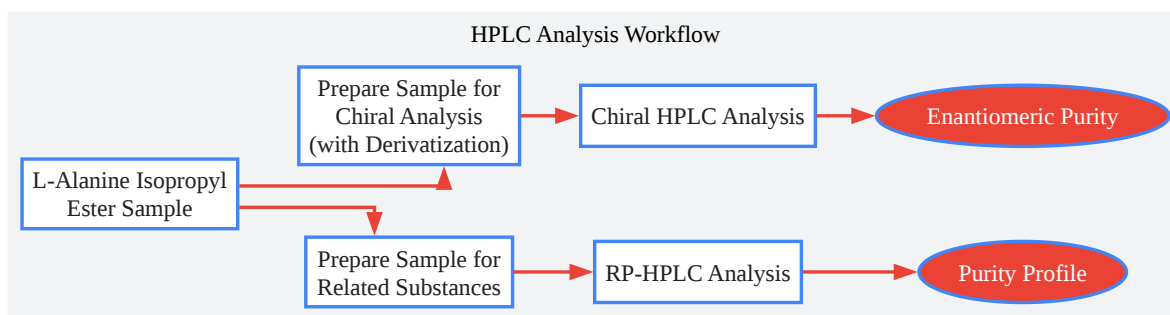 HPLC Analysis Workflow
L-Alanine Isopropyl
Ester Sample
Prepare Sample for
Chiral Analysis
(with Derivatization)
Chiral HPLC Analysis
Enantiomeric Purity
Prepare Sample for
Related Substances
RP-HPLC Analysis
Purity Profile